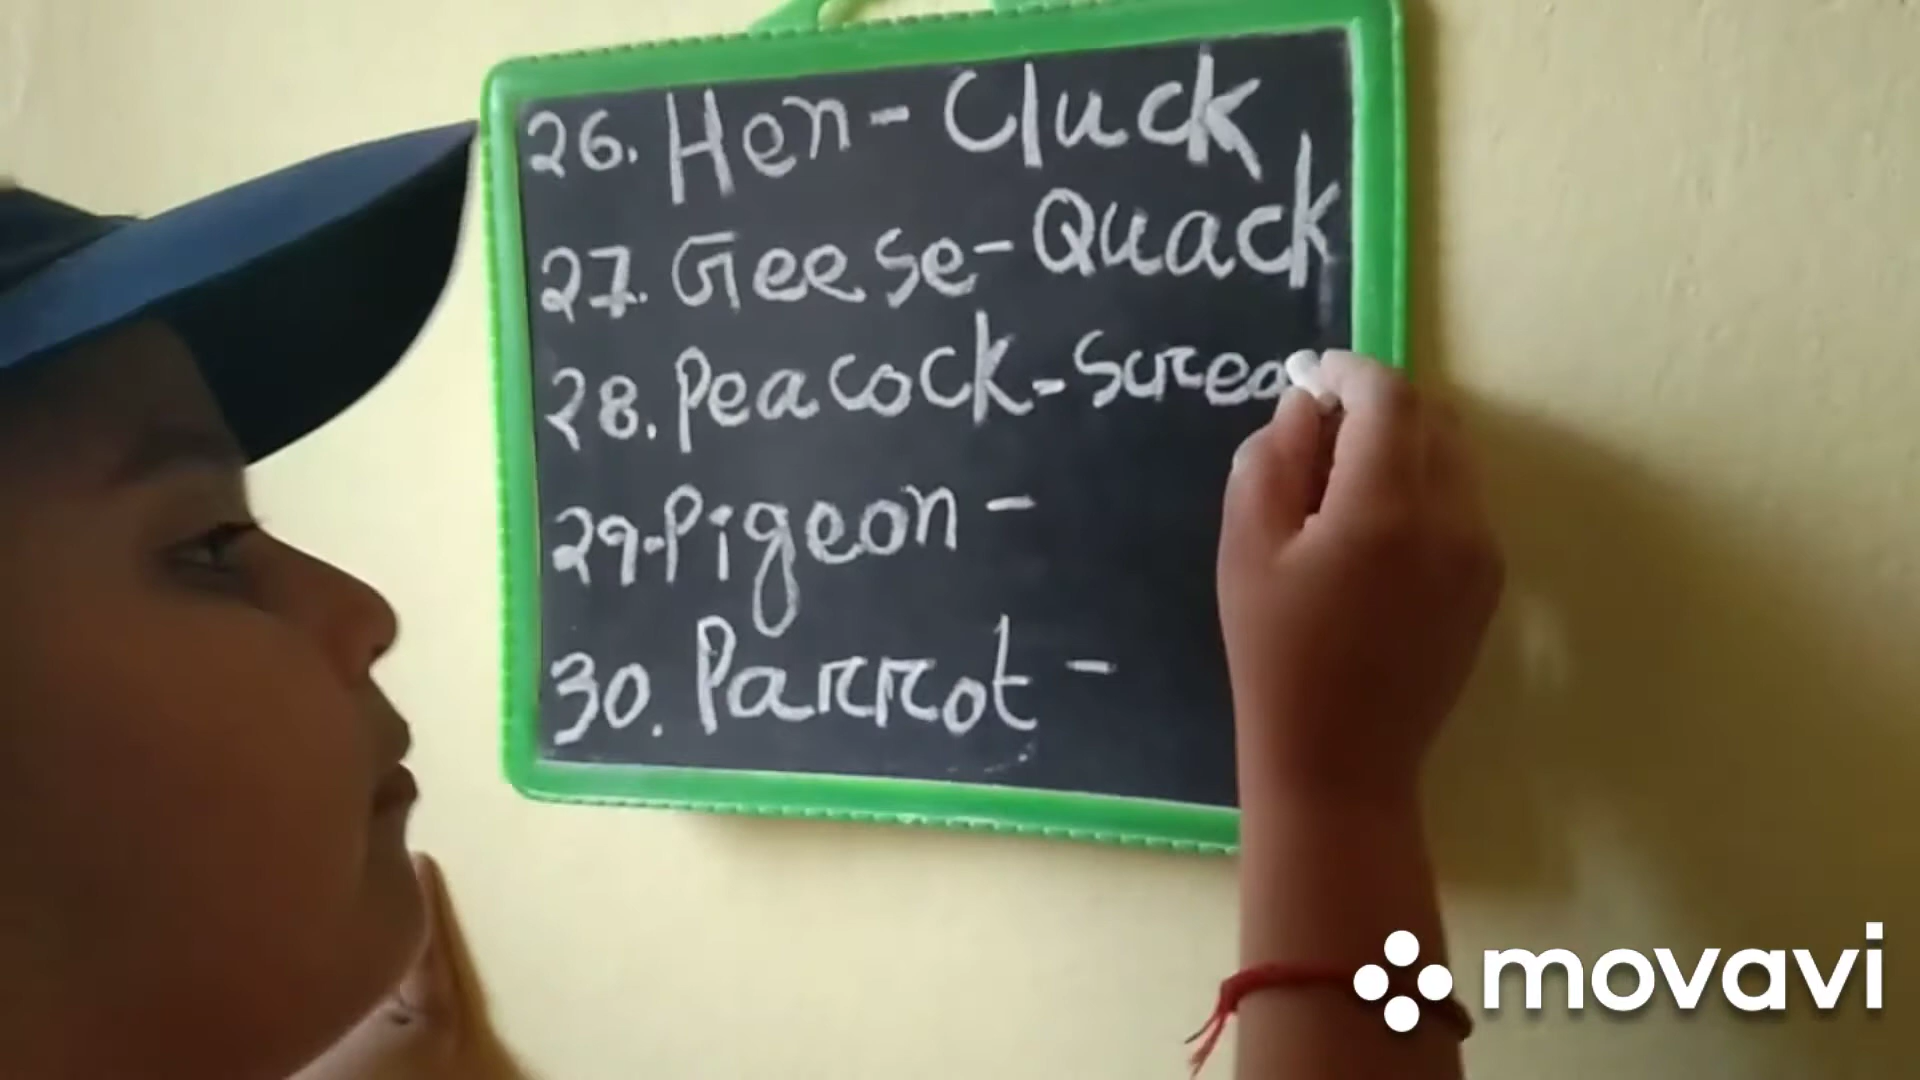 26. Hen - Cluck
27. Geese - Quack
28. Peacock - Screa
29. Pigeon -
30. Parrot -
movavi